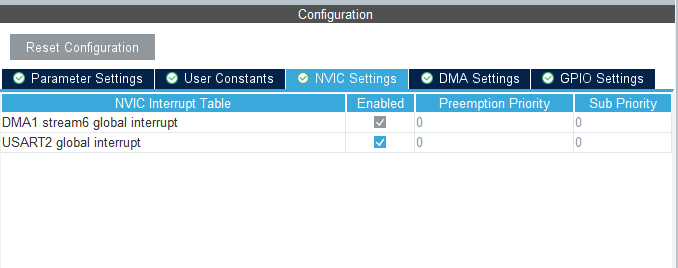 Configuration
Reset Configuration
Parameter Settings User Constants NVIC Settings DMA Settings GPIO Settings
NVIC Interrupt Table Enabled Preemption Priority Sub Priority
DMA1 stream6 global interrupt 0 0
USART2 global interrupt 0 0